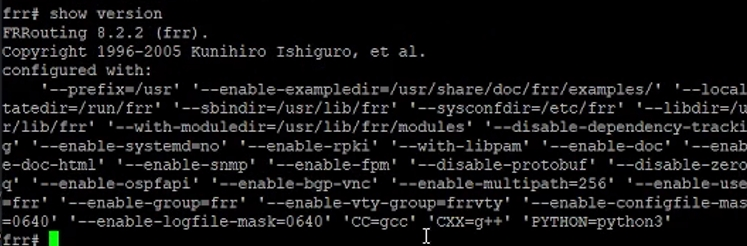 frr# show version
FRRouting 8.2.2 (frr).
Copyright 1996-2005 Kunihiro Ishiguro, et al.
configured with:
    '--prefix=/usr' '--enable-exampledir=/usr/share/doc/frr/examples/' '--local
tatedir=/run/frr' '--sbindir=/usr/lib/frr' '--sysconfdir=/etc/frr' '--libdir=/u
r/lib/frr' '--with-moduledir=/usr/lib/frr/modules' '--disable-dependency-tracki
g' '--enable-systemd=no' '--enable-rpki' '--with-libpam' '--enable-doc' '--enab
e-doc-html' '--enable-snmp' '--enable-fpm' '--disable-protobuf' '--disable-zero
q' '--enable-ospfapi' '--enable-bgp-vnc' '--enable-multipath=256' '--enable-use
=frr' '--enable-group=frr' '--enable-vty-group=frrvty' '--enable-configfile-mas
=0640' '--enable-logfile-mask=0640' 'CC=gcc' 'CXX=g++' 'PYTHON=python3'
frr#